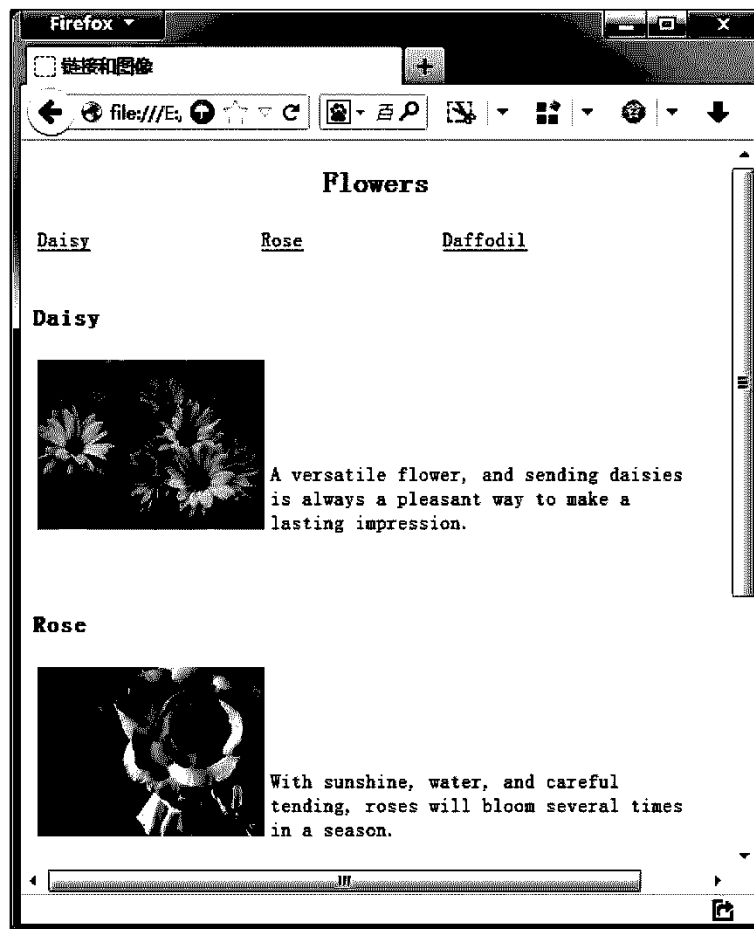 Firefox
链接和图像
file:///E:
百
Flowers
Daisy Rose Daffodil
Daisy
A versatile flower, and sending daisies
is always a pleasant way to make a
lasting impression.
Rose
With sunshine, water, and careful
tending, roses will bloom several times
in a season.